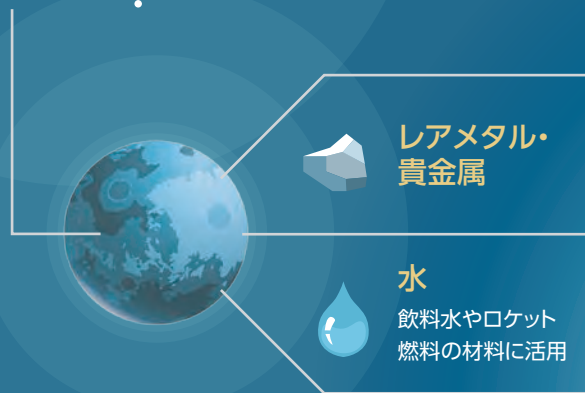 レアメタル・
貴金属
水
飲料水やロケット
燃料の材料に活用